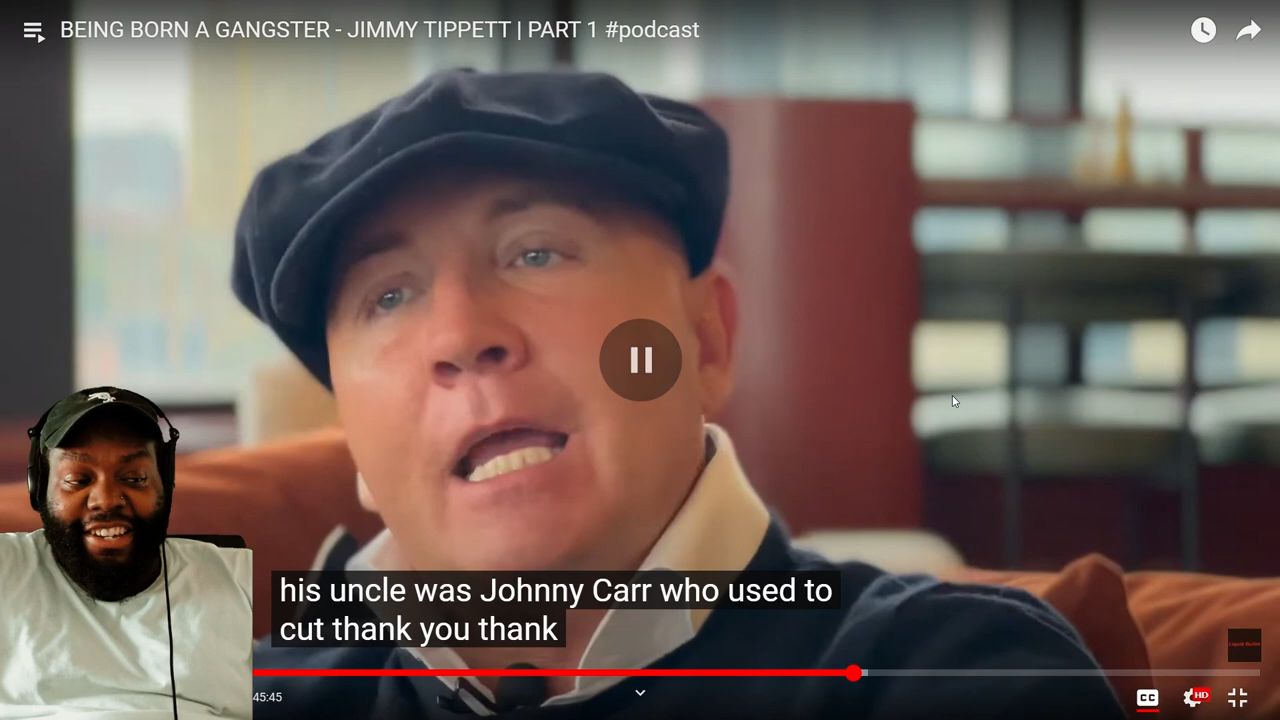 BEING BORN A GANGSTER - JIMMY TIPPETT | PART 1 #podcast
his uncle was Johnny Carr who used to
cut thank you thank
45:45
CC
HD